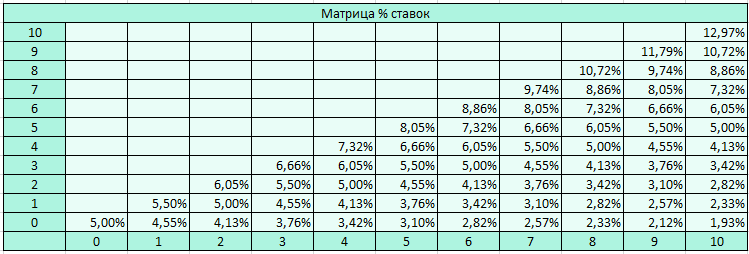 Матрица % ставок
10 12,97%
9 11,79% 10,72%
8 10,72% 9,74% 8,86%
7 9,74% 8,86% 8,05% 7,32%
6 8,86% 8,05% 7,32% 6,66% 6,05%
5 8,05% 7,32% 6,66% 6,05% 5,50% 5,00%
4 7,32% 6,66% 6,05% 5,50% 5,00% 4,55% 4,13%
3 6,66% 6,05% 5,50% 5,00% 4,55% 4,13% 3,76% 3,42%
2 6,05% 5,50% 5,00% 4,55% 4,13% 3,76% 3,42% 3,10% 2,82%
1 5,50% 5,00% 4,55% 4,13% 3,76% 3,42% 3,10% 2,82% 2,57% 2,33%
0 5,00% 4,55% 4,13% 3,76% 3,42% 3,10% 2,82% 2,57% 2,33% 2,12% 1,93%
0 1 2 3 4 5 6 7 8 9 10